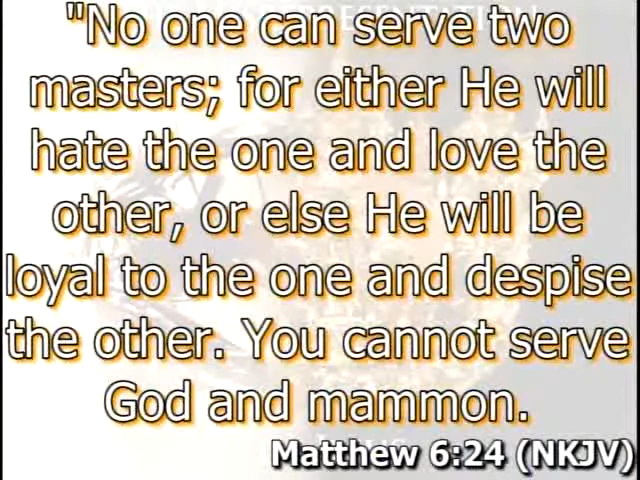 "No one can serve two
masters; for either He will
hate the one and love the
other, or else He will be
loyal to the one and despise
the other. You cannot serve
God and mammon.
Matthew 6:24 (NKJV)